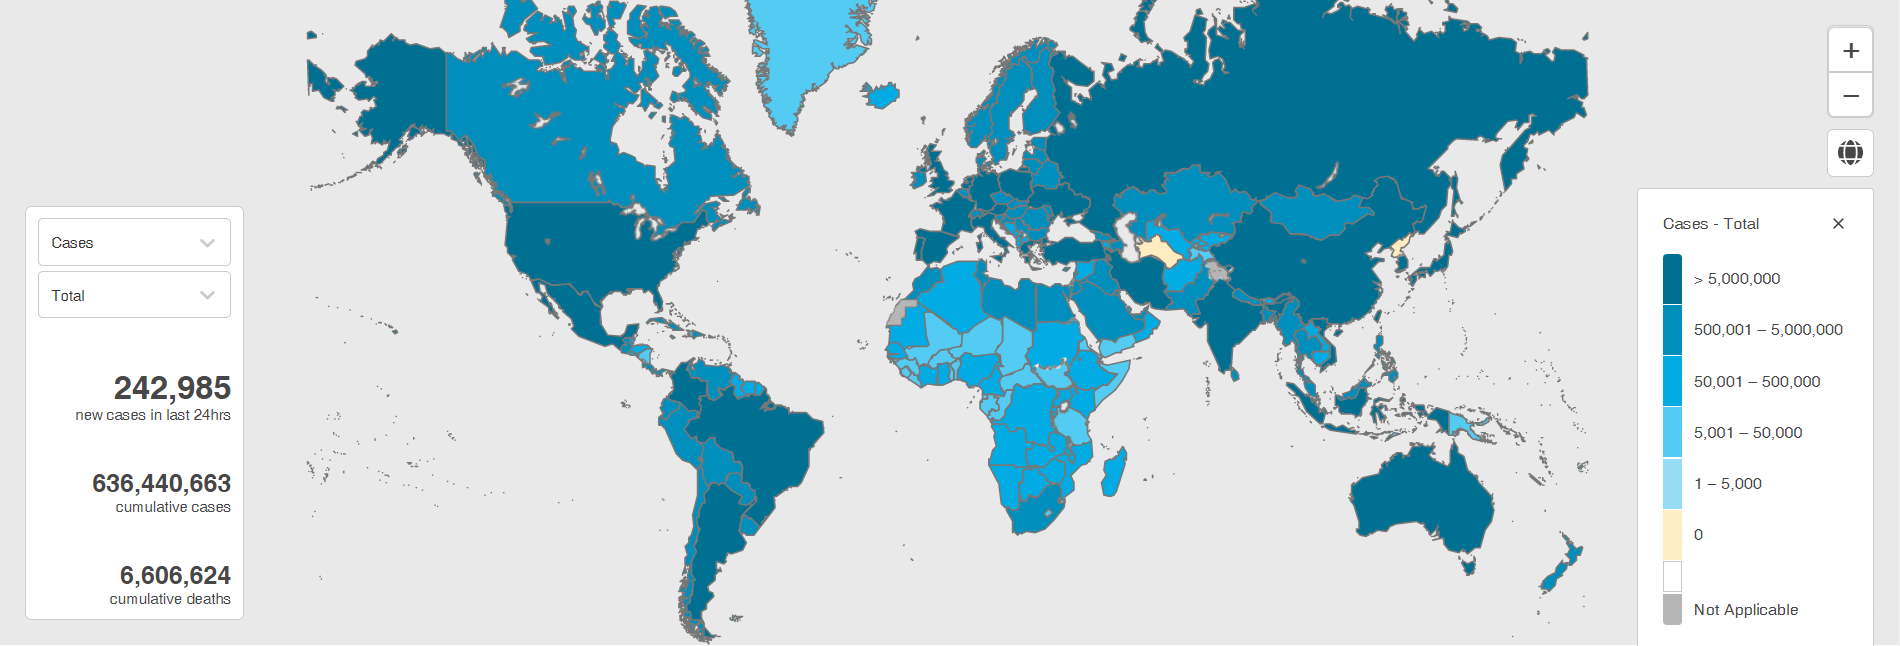 Cases
Total
242,985
new cases in last 24hrs
636,440,663
cumulative cases
6,606,624
cumulative deaths
+
−
Cases - Total ×
> 5,000,000
500,001 – 5,000,000
50,001 – 500,000
5,001 – 50,000
1 – 5,000
0
Not Applicable